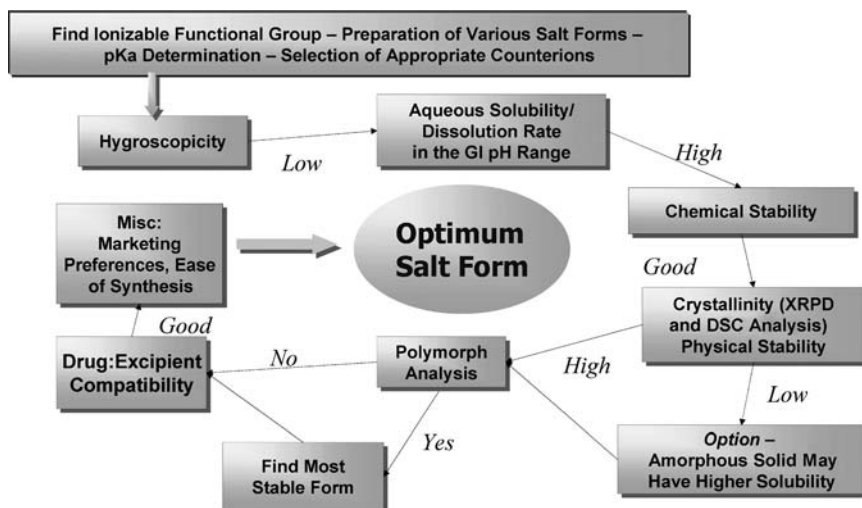 Find Ionizable Functional Group – Preparation of Various Salt Forms –
pKa Determination – Selection of Appropriate Counterions
Hygroscopicity
Low
Aqueous Solubility/
Dissolution Rate
in the GI pH Range
High
Chemical Stability
Good
Crystallinity (XRPD
and DSC Analysis)
Physical Stability
High
Low
Option –
Amorphous Solid May
Have Higher Solubility
Polymorph
Analysis
No
Yes
Find Most
Stable Form
Drug:Excipient
Compatibility
Good
Misc:
Marketing
Preferences, Ease
of Synthesis
Optimum
Salt Form